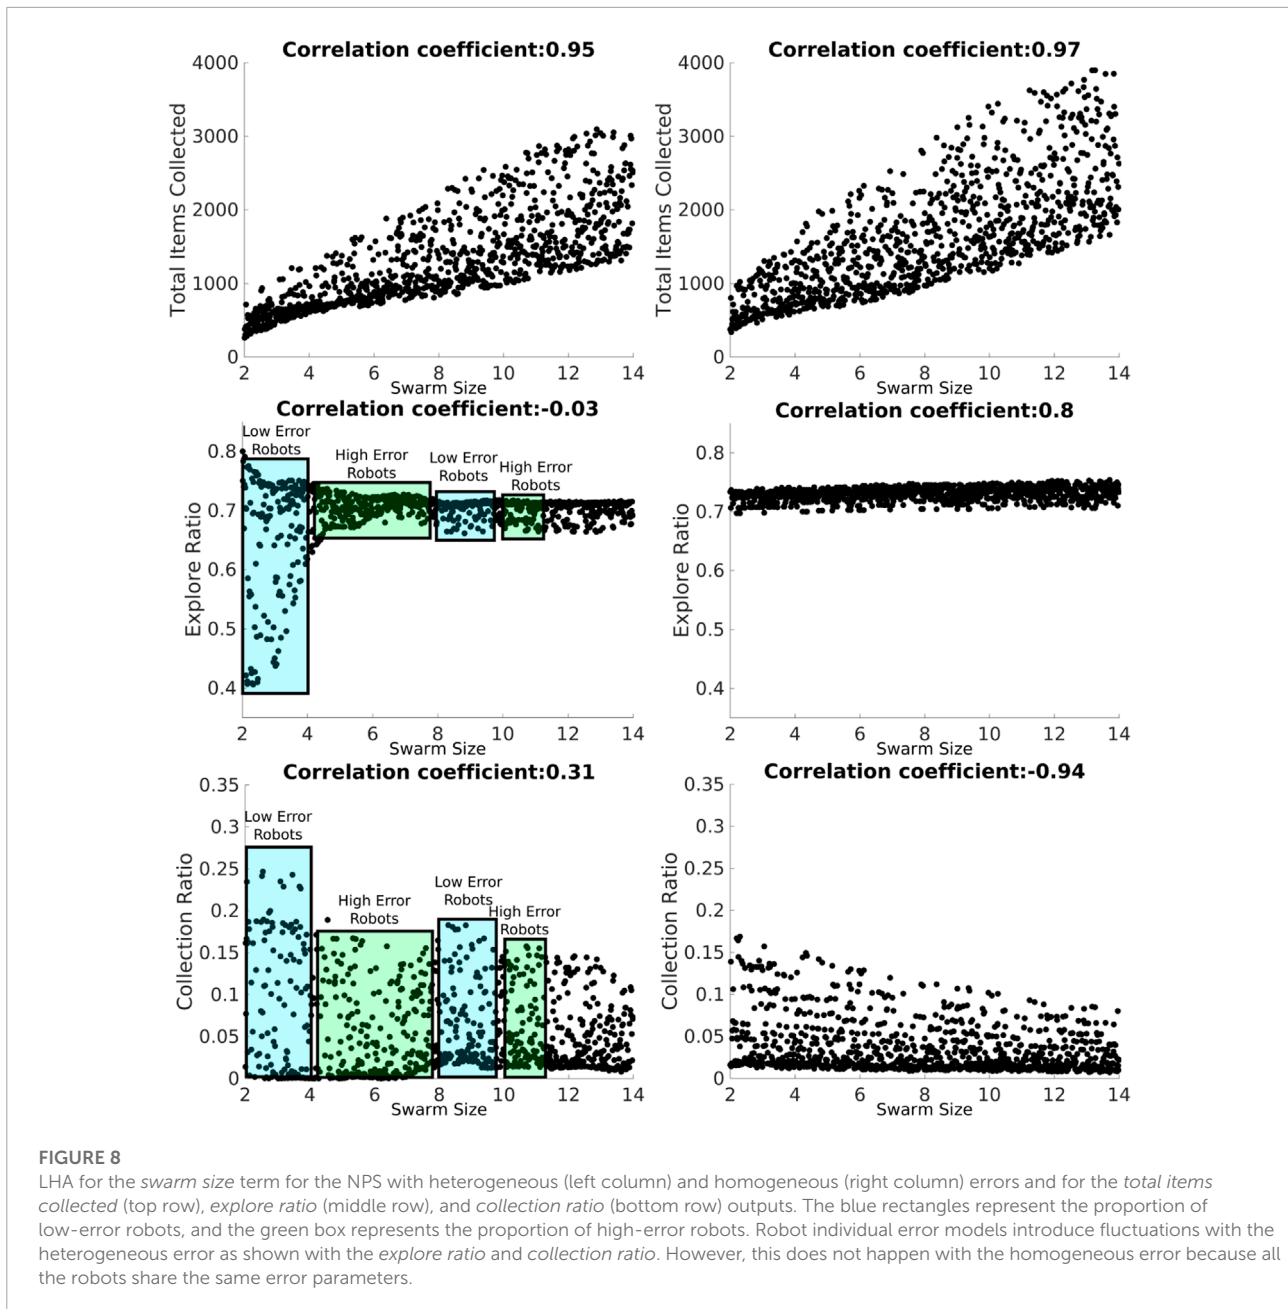 Correlation coefficient:0.95
4000
3000
2000
1000
0
Total Items Collected
2 4 6 8 10 12 14
Swarm Size
Correlation coefficient:0.97
4000
3000
2000
1000
0
Total Items Collected
2 4 6 8 10 12 14
Swarm Size
Correlation coefficient:-0.03
0.8
0.7
0.6
0.5
0.4
Explore Ratio
Low Error
Robots
High Error
Robots
Low Error
Robots
High Error
Robots
2 4 6 8 10 12 14
Swarm Size
Correlation coefficient:0.8
0.8
0.7
0.6
0.5
0.4
Explore Ratio
2 4 6 8 10 12 14
Swarm Size
Correlation coefficient:0.31
0.35
0.3
0.25
0.2
0.15
0.1
0.05
0
Collection Ratio
Low Error
Robots
High Error
Robots
Low Error
Robots
High Error
Robots
2 4 6 8 10 12 14
Swarm Size
Correlation coefficient:-0.94
0.35
0.3
0.25
0.2
0.15
0.1
0.05
0
Collection Ratio
2 4 6 8 10 12 14
Swarm Size
FIGURE 8
LHA for the swarm size term for the NPS with heterogeneous (left column) and homogeneous (right column) errors and for the total items
collected (top row), explore ratio (middle row), and collection ratio (bottom row) outputs. The blue rectangles represent the proportion of
low-error robots, and the green box represents the proportion of high-error robots. Robot individual error models introduce fluctuations with the
heterogeneous error as shown with the explore ratio and collection ratio. However, this does not happen with the homogeneous error because all
the robots share the same error parameters.